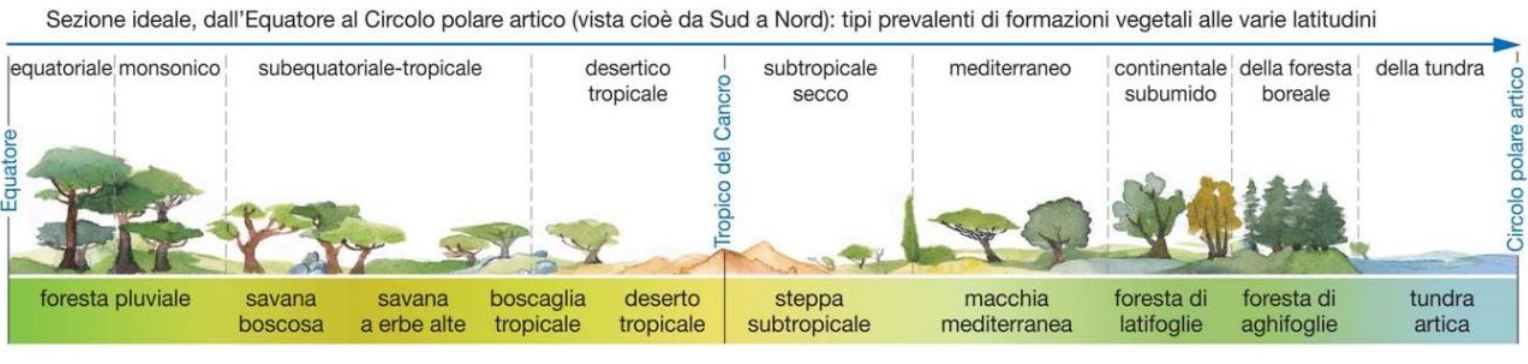 Sezione ideale, dall'Equatore al Circolo polare artico (vista cioè da Sud a Nord): tipi prevalenti di formazioni vegetali alle varie latitudini
equatoriale
monsonico
subequatoriale-tropicale
desertico
tropicale
subtropicale
secco
mediterraneo
continentale
subumido
della foresta
boreale
della tundra
Equatore
Tropico del Cancro
Circolo polare artico
foresta pluviale
savana
boscosa
savana
a erbe alte
boscaglia
tropicale
deserto
tropicale
steppa
subtropicale
macchia
mediterranea
foresta di
latifoglie
foresta di
aghifoglie
tundra
artica